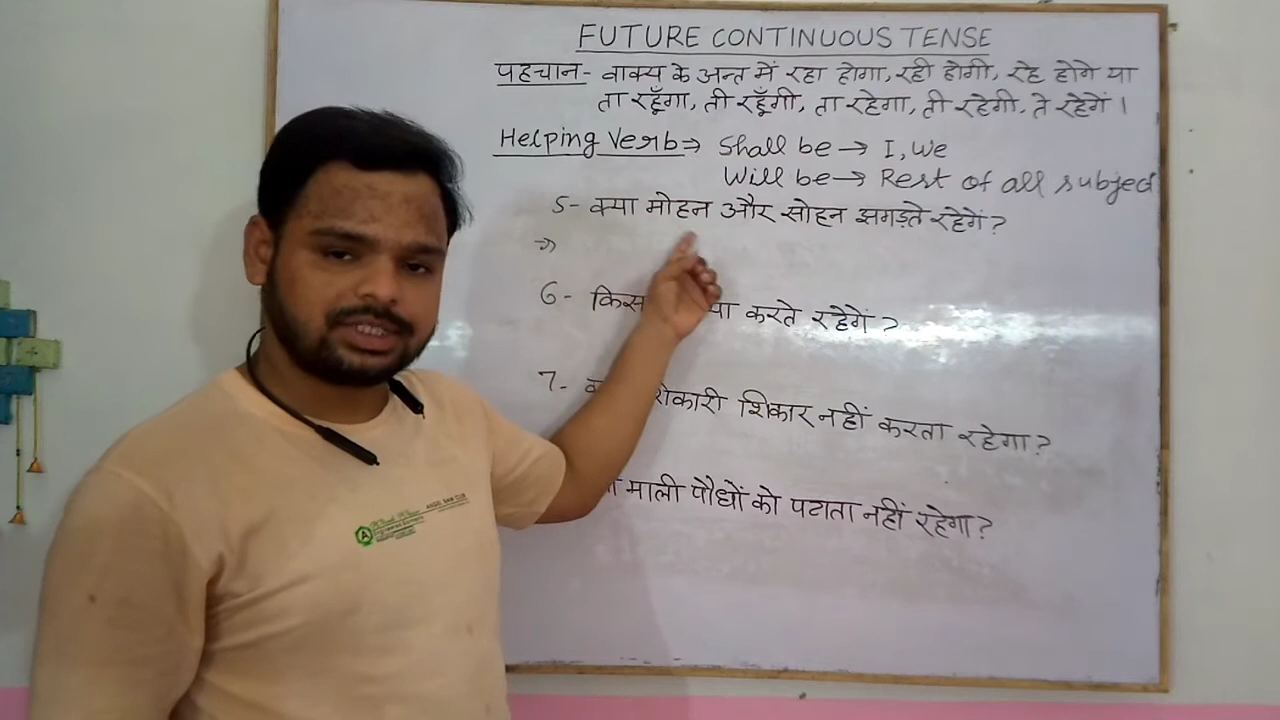 FUTURE CONTINUOUS TENSE
पहचान- वाक्य के अन्त में रहा होगा, रही होगी, रहे होगे या
ता रहूँगा, ती रहूँगी, ता रहेगा, ती रहेगी, ते रहेगें।
Helping Verb⇒ Shall be → I, We
Will be → Rest of all subject
5- क्या मोहन और सोहन झगड़ते रहेगें?
⇒
6- करते रहेगें?
7- शिकार नहीं करता रहेगा?
माली पौधों को पटाता नहीं रहेगा?